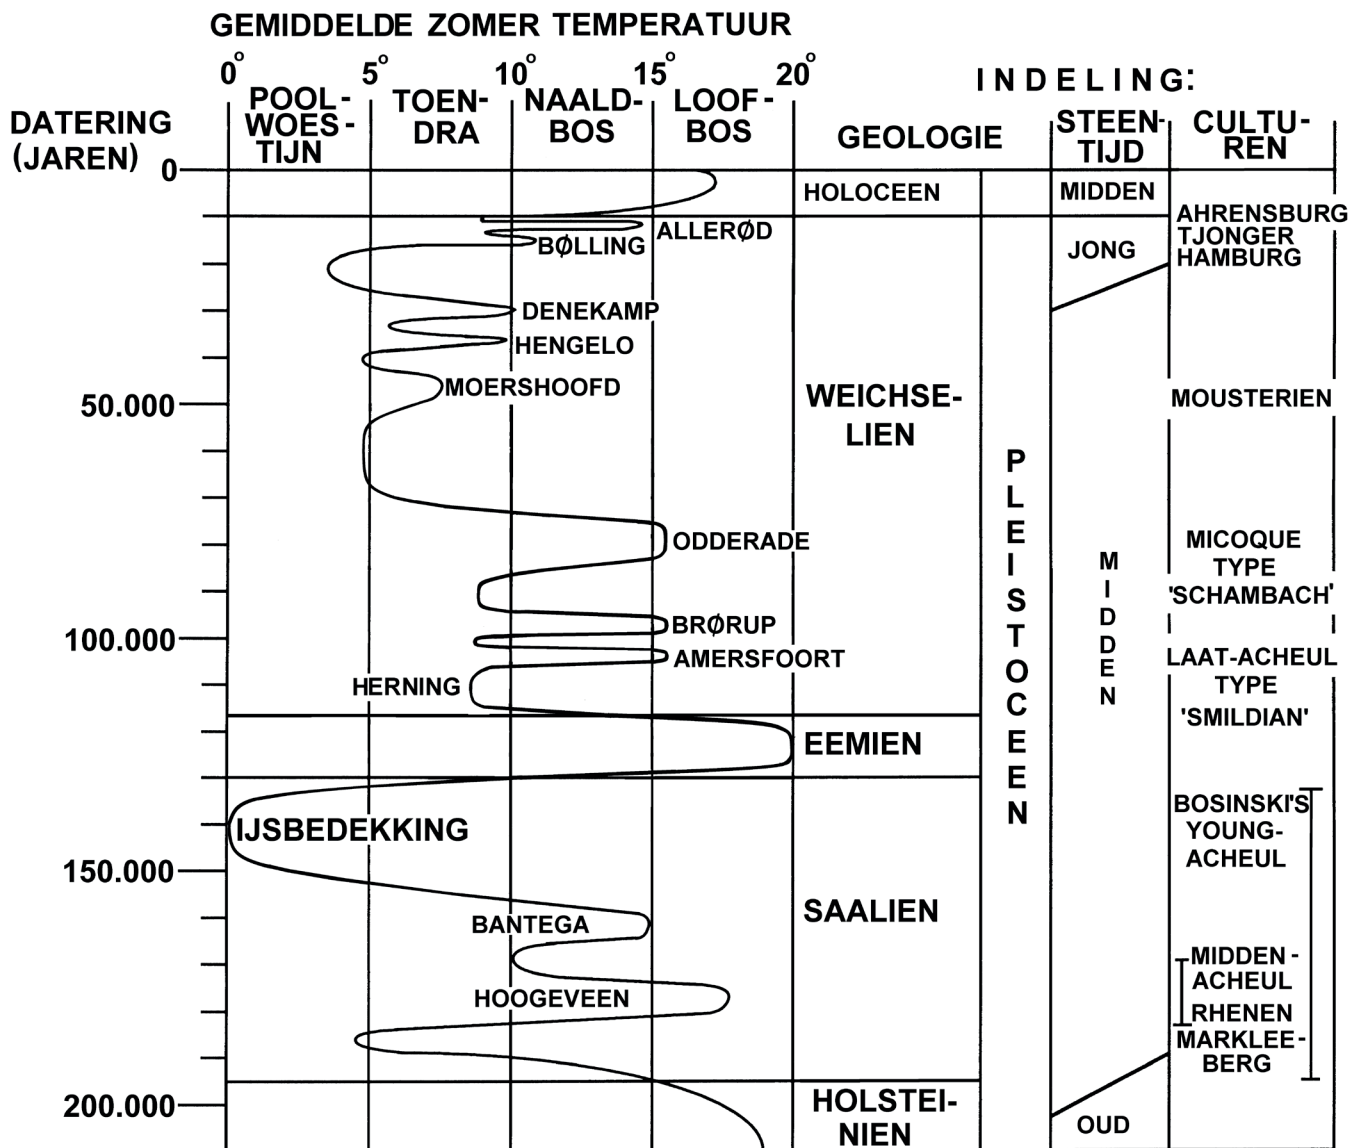 GEMIDDELDE ZOMER TEMPERATUUR
0° 5° 10° 15° 20°
INDELING:
DATERING
(JAREN)
POOL-
WOES-
TIJN
TOEN-
DRA
NAALD-
BOS
LOOF-
BOS
GEOLOGIE
STEEN-
TIJD
CULTU-
REN
0
HOLOCEEN
MIDDEN
AHRENSBURG
ALLERØD
TJONGER
BØLLING
JONG
HAMBURG
DENEKAMP
HENGELO
MOERSHOOFD
50.000
WEICHSE-
LIEN
MOUSTERIEN
PLEISTOCEEN
ODDERADE
MIDDEN
MICOQUE
TYPE
'SCHAMBACH'
BRØRUP
100.000
AMERSFOORT
LAAT-ACHEUL
TYPE
HERNING
'SMILDIAN'
EEMIEN
IJSBEDEKKING
BOSINSKI'S
YOUNG-
ACHEUL
150.000
SAALIEN
BANTEGA
MIDDEN-
ACHEUL
HOOGEVEEN
RHENEN
MARKLEE-
BERG
200.000
HOLSTEI-
NIEN
OUD